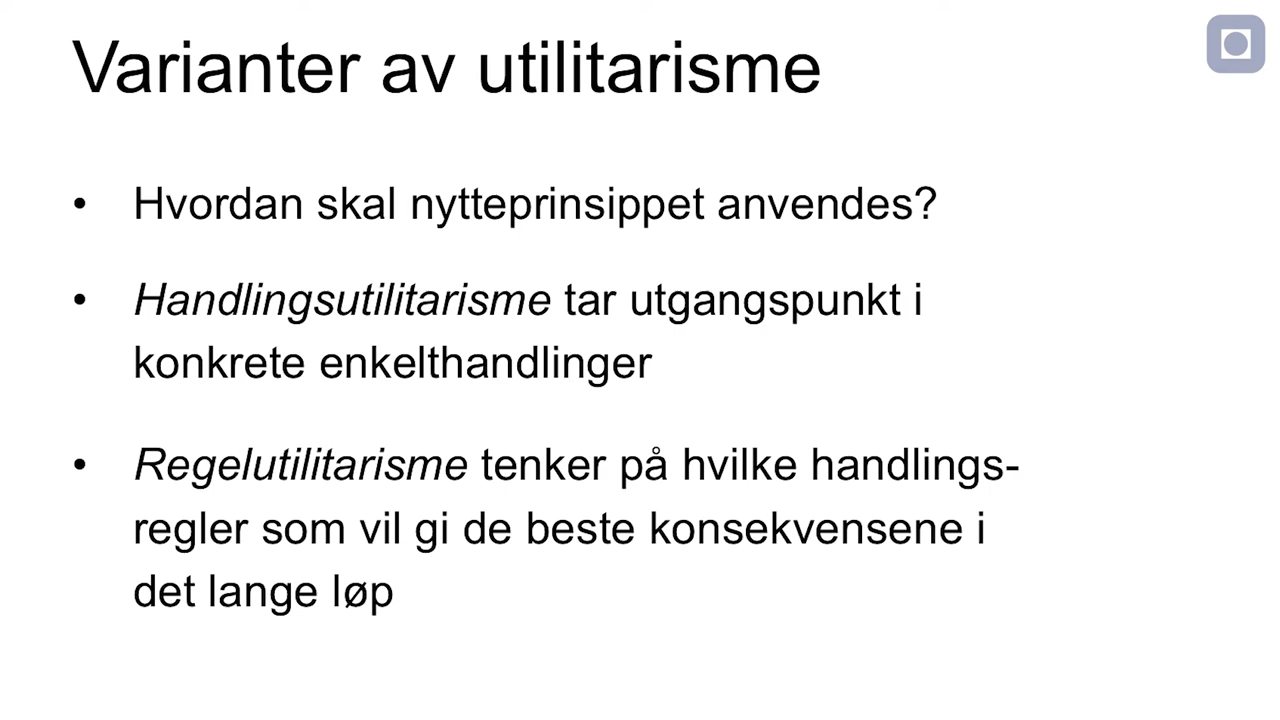 Varianter av utilitarisme
• Hvordan skal nytteprinsippet anvendes?
• Handlingsutilitarisme tar utgangspunkt i
konkrete enkelthandlinger
• Regelutilitarisme tenker på hvilke handlings-
regler som vil gi de beste konsekvensene i
det lange løp